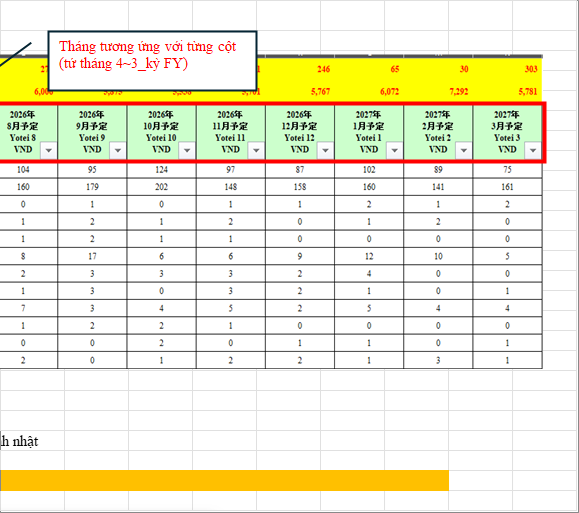 Tháng tương ứng với từng cột
(từ tháng 4~3_kỳ FY)
27 1 246 65 30 303
5,767 6,072 7,292 5,781
2026年 2026年 2026年 2026年 2026年 2027年 2027年 2027年
8月予定 9月予定 10月予定 11月予定 12月予定 1月予定 2月予定 3月予定
Yotei 8 Yotei 9 Yotei 10 Yotei 11 Yotei 12 Yotei 1 Yotei 2 Yotei 3
VND VND VND VND VND VND VND VND
104 95 124 97 87 102 89 75
160 179 202 148 158 160 141 161
0 1 0 1 1 2 1 2
1 2 1 2 0 1 2 0
1 2 1 1 0 0 0 0
8 17 6 6 9 12 10 5
2 3 3 3 2 4 0 0
1 3 0 3 2 1 0 1
7 3 4 5 2 5 4 4
1 2 2 1 0 0 0 0
0 0 2 0 1 1 0 1
2 0 1 2 2 1 3 1
h nhật